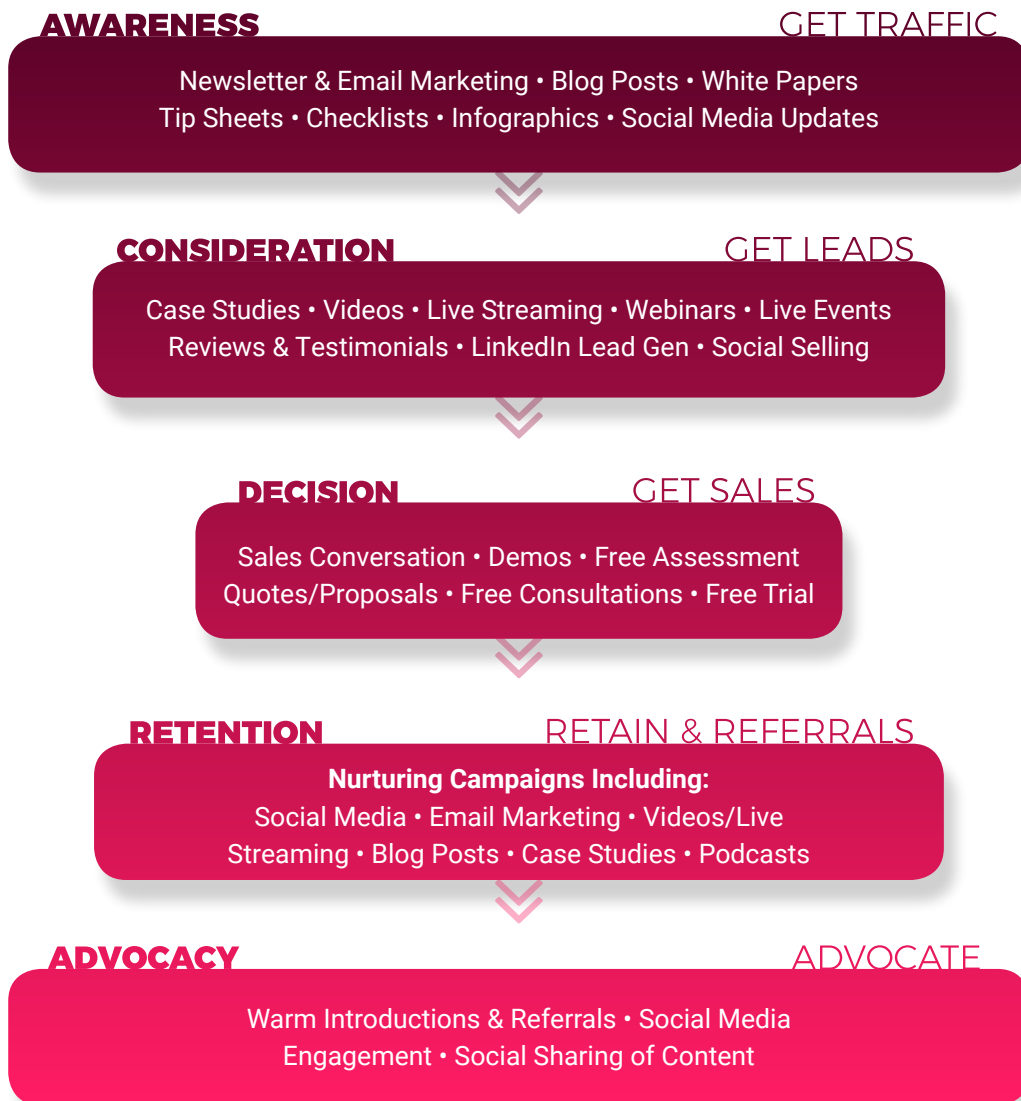 AWARENESS GET TRAFFIC
Newsletter & Email Marketing • Blog Posts • White Papers
Tip Sheets • Checklists • Infographics • Social Media Updates
CONSIDERATION GET LEADS
Case Studies • Videos • Live Streaming • Webinars • Live Events
Reviews & Testimonials • LinkedIn Lead Gen • Social Selling
DECISION GET SALES
Sales Conversation • Demos • Free Assessment
Quotes/Proposals • Free Consultations • Free Trial
RETENTION RETAIN & REFERRALS
Nurturing Campaigns Including:
Social Media • Email Marketing • Videos/Live
Streaming • Blog Posts • Case Studies • Podcasts
ADVOCACY ADVOCATE
Warm Introductions & Referrals • Social Media
Engagement • Social Sharing of Content